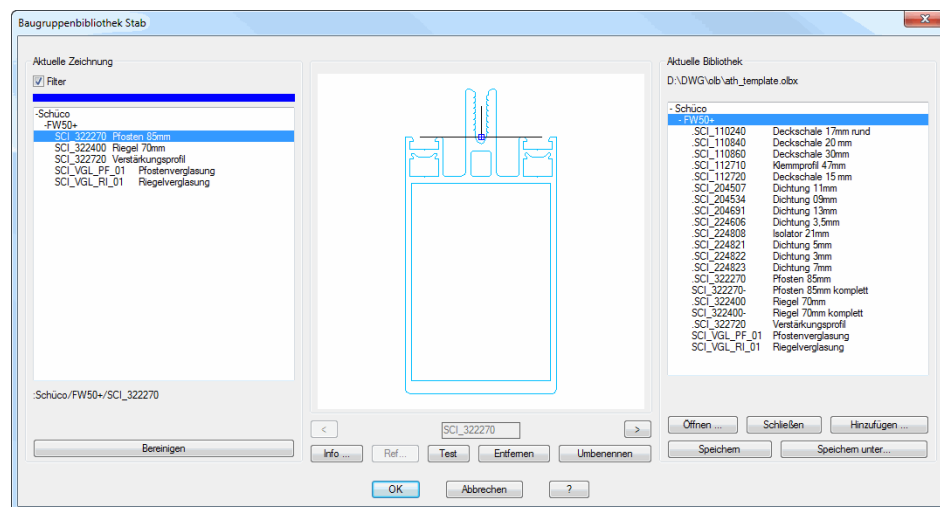 Baugruppenbibliothek Stab
Aktuelle Zeichnung
Filter
-Schüco
-FW50+
SCI_322270 Pfosten 85mm
SCI_322400 Riegel 70mm
SCI_322720 Verstärkungsprofil
SCI_VGL_PF_01 Pfostenverglasung
SCI_VGL_RI_01 Riegelverglasung
:Schüco/FW50+/SCI_322270
Bereinigen
< SCI_322270 >
Info ... Ref... Test Entfernen Umbenennen
OK Abbrechen ?
Aktuelle Bibliothek
D:\DWG\olb\ath_template.olbx
- Schüco
- FW50+
.SCI_110240 Deckschale 17mm rund
.SCI_110840 Deckschale 20 mm
.SCI_110860 Deckschale 30mm
.SCI_112710 Klemmprofil 47mm
.SCI_112720 Deckschale 15 mm
.SCI_204507 Dichtung 11mm
.SCI_204534 Dichtung 09mm
.SCI_204691 Dichtung 13mm
.SCI_224606 Dichtung 3,5mm
.SCI_224808 Isolator 21mm
.SCI_224821 Dichtung 5mm
.SCI_224822 Dichtung 3mm
.SCI_224823 Dichtung 7mm
.SCI_322270 Pfosten 85mm
SCI_322270- Pfosten 85mm komplett
.SCI_322400 Riegel 70mm
SCI_322400- Riegel 70mm komplett
.SCI_322720 Verstärkungsprofil
SCI_VGL_PF_01 Pfostenverglasung
SCI_VGL_RI_01 Riegelverglasung
Öffnen ... Schließen Hinzufügen ...
Speichern Speichern unter...